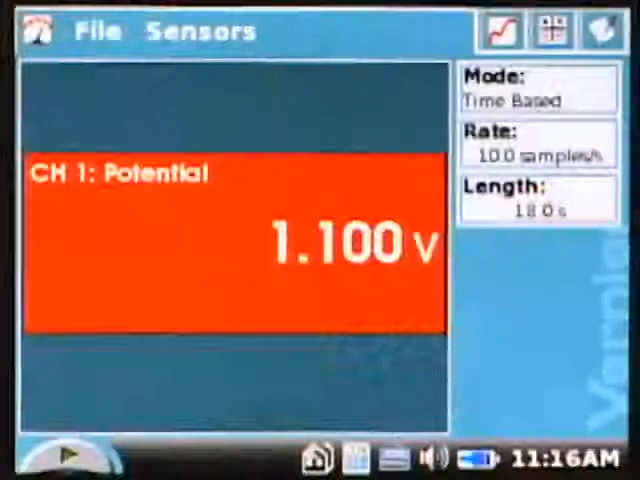 File Sensors
Mode:
Time Based
Rate:
10.0 samples/s
Length:
18.0 s
CH 1: Potential
1.100 V
Vernier
11:16AM